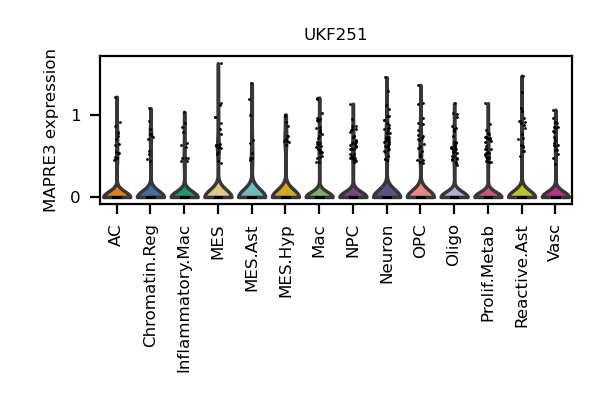 UKF251
MAPRE3 expression
1
0
AC
Chromatin.Reg
Inflammatory.Mac
MES
MES.Ast
MES.Hyp
Mac
NPC
Neuron
OPC
Oligo
Prolif.Metab
Reactive.Ast
Vasc